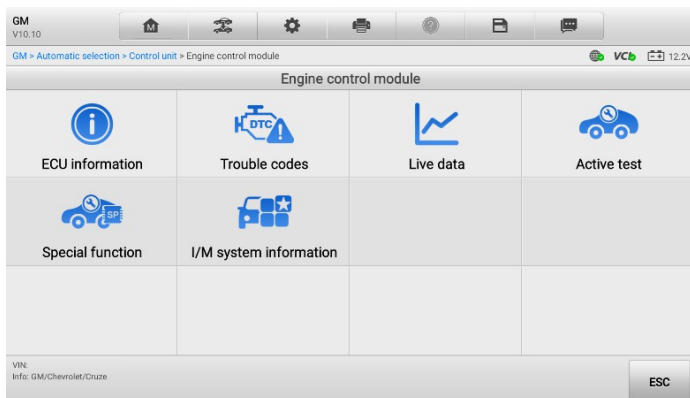 GM
V10.10
M
GM > Automatic selection > Control unit > Engine control module
VCb 12.2V
Engine control module
ECU information
DTC
Trouble codes
Live data
Active test
SP
Special function
I/M system information
VIN:
Info: GM/Chevrolet/Cruze
ESC